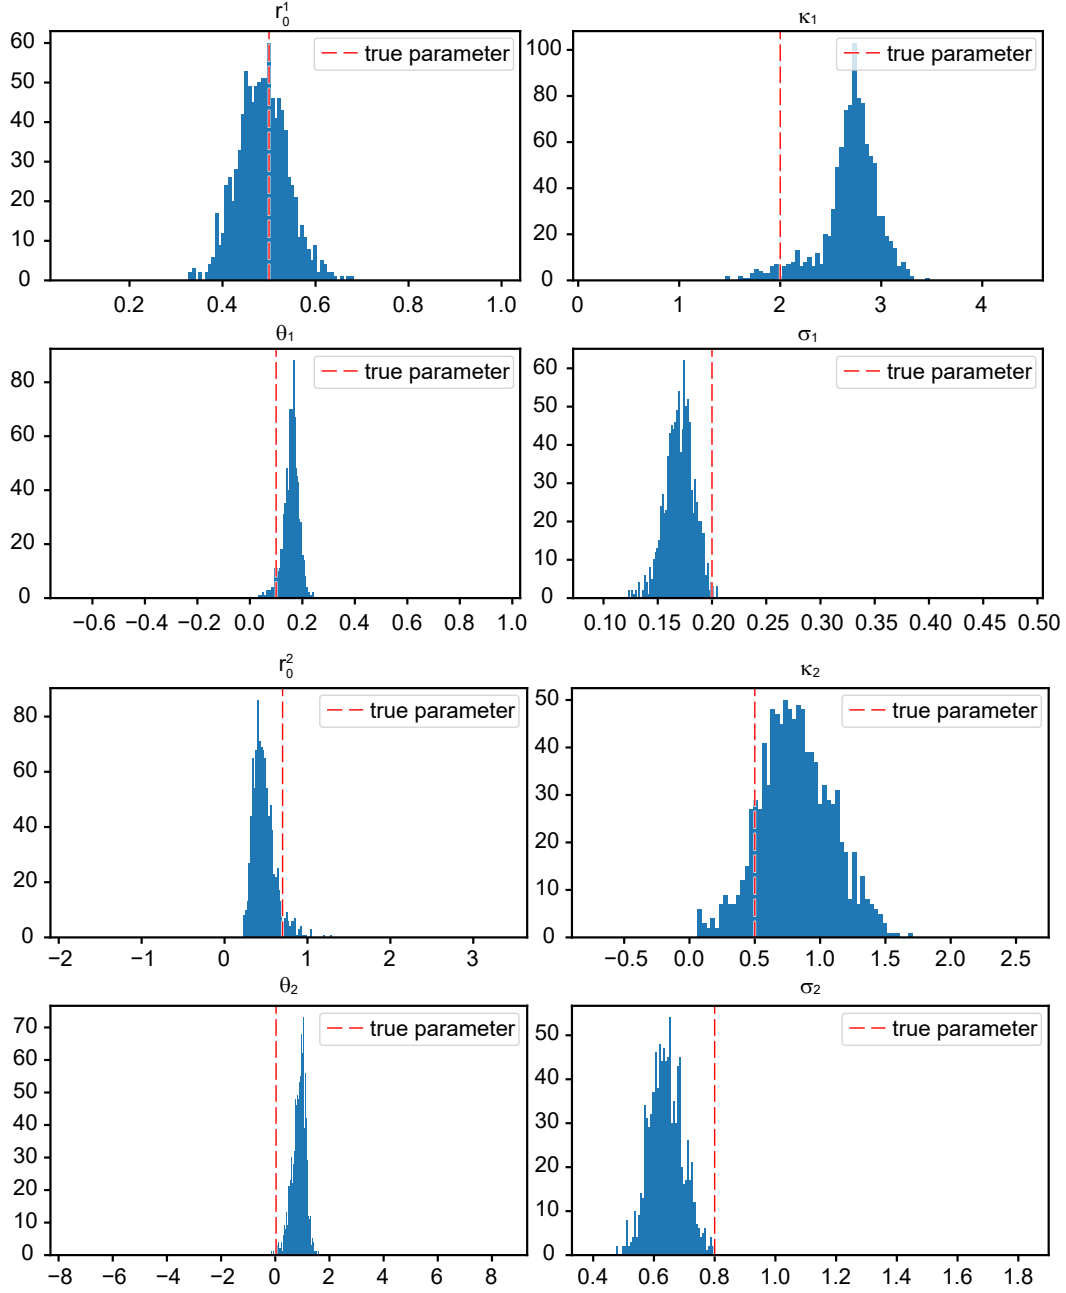 r₀¹
κ₁
60
50
40
30
20
10
0
true parameter
0.2 0.4 0.6 0.8 1.0
100
80
60
40
20
0
true parameter
0 1 2 3 4
θ₁
σ₁
80
60
40
20
0
true parameter
−0.6 −0.4 −0.2 0.0 0.2 0.4 0.6 0.8 1.0
60
50
40
30
20
10
0
true parameter
0.10 0.15 0.20 0.25 0.30 0.35 0.40 0.45 0.50
r₀²
κ₂
80
60
40
20
0
true parameter
−2 −1 0 1 2 3
50
40
30
20
10
0
true parameter
−0.5 0.0 0.5 1.0 1.5 2.0 2.5
θ₂
σ₂
70
60
50
40
30
20
10
0
true parameter
−8 −6 −4 −2 0 2 4 6 8
50
40
30
20
10
0
true parameter
0.4 0.6 0.8 1.0 1.2 1.4 1.6 1.8